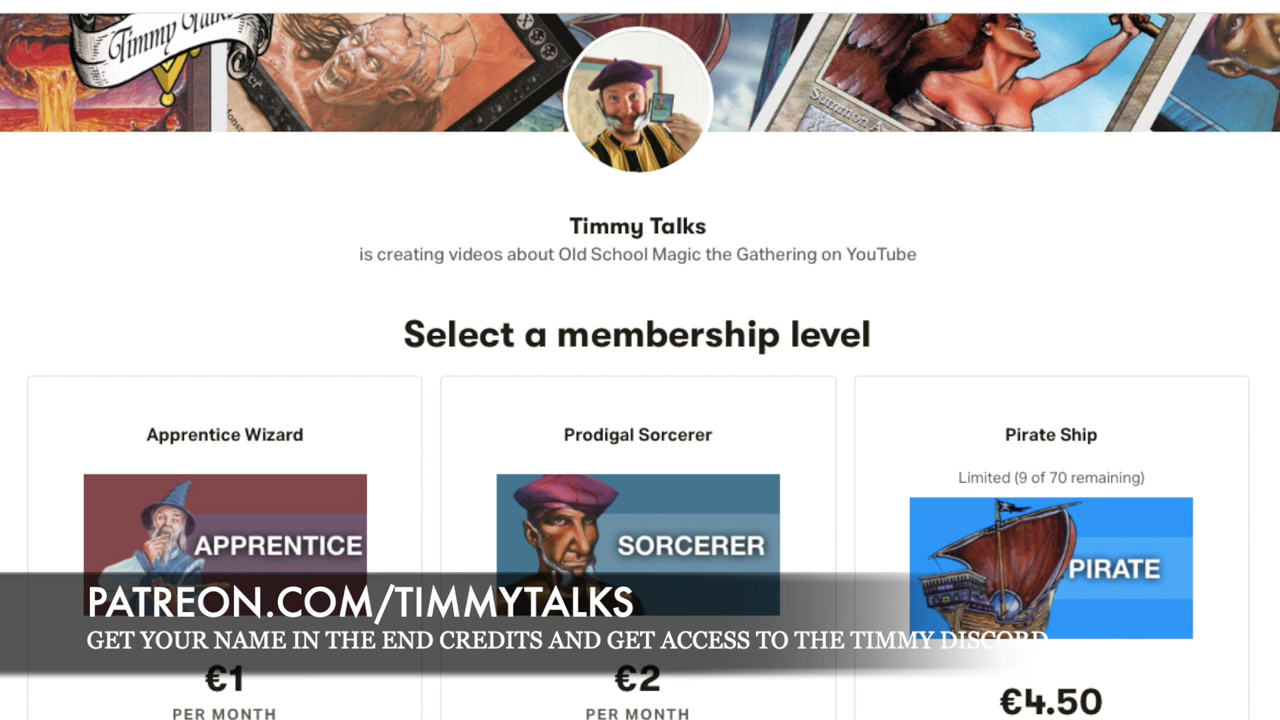 Timmy Talks
Summon A
Timmy Talks
is creating videos about Old School Magic the Gathering on YouTube
Select a membership level
Apprentice Wizard
Prodigal Sorcerer
Pirate Ship
Limited (9 of 70 remaining)
APPRENTICE
SORCERER
PIRATE
PATREON.COM/TIMMYTALKS
GET YOUR NAME IN THE END CREDITS AND GET ACCESS TO THE TIMMY DISCORD
€1
€2
€4.50
PER MONTH
PER MONTH